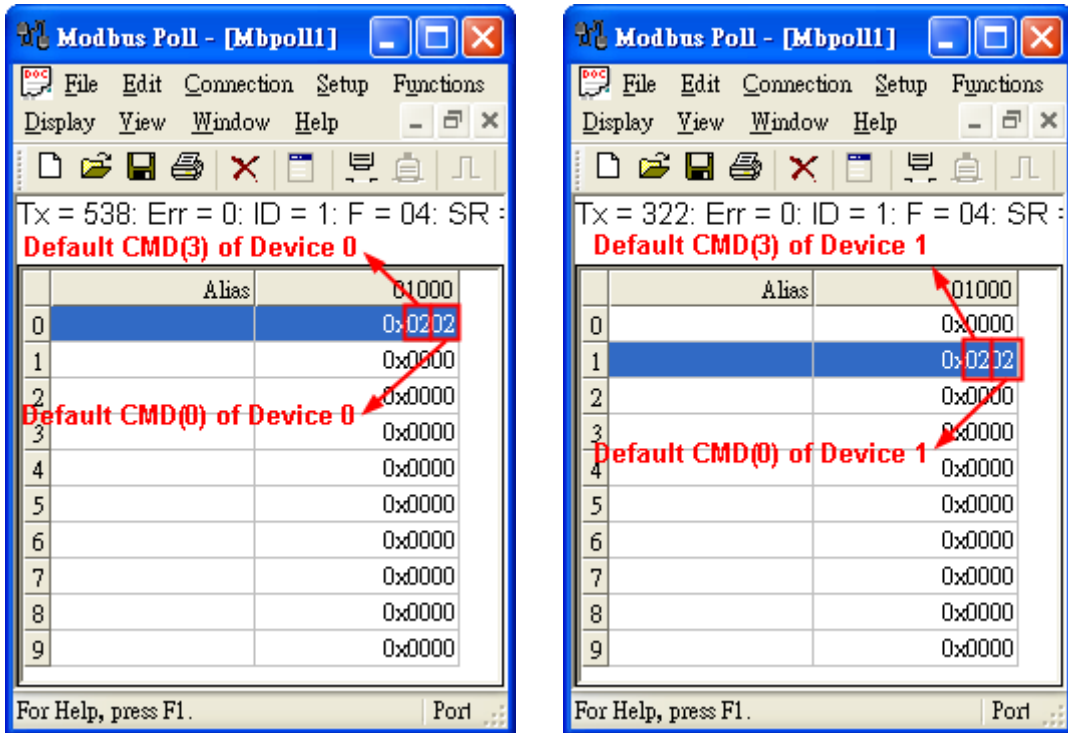 Modbus Poll - [Mbpoll1]
File Edit Connection Setup Functions
Display View Window Help
Tx = 538: Err = 0: ID = 1: F = 04: SR =
Default CMD(3) of Device 0
Alias 01000
0 0x0202
1 0x0000
2 0x0000
Default CMD(0) of Device 0
3 0x0000
4 0x0000
5 0x0000
6 0x0000
7 0x0000
8 0x0000
9 0x0000
For Help, press F1. Port
Modbus Poll - [Mbpoll1]
File Edit Connection Setup Functions
Display View Window Help
Tx = 322: Err = 0: ID = 1: F = 04: SR =
Default CMD(3) of Device 1
Alias 01000
0 0x0000
1 0x0202
2 0x0000
3 0x0000
Default CMD(0) of Device 1
4 0x0000
5 0x0000
6 0x0000
7 0x0000
8 0x0000
9 0x0000
For Help, press F1. Port